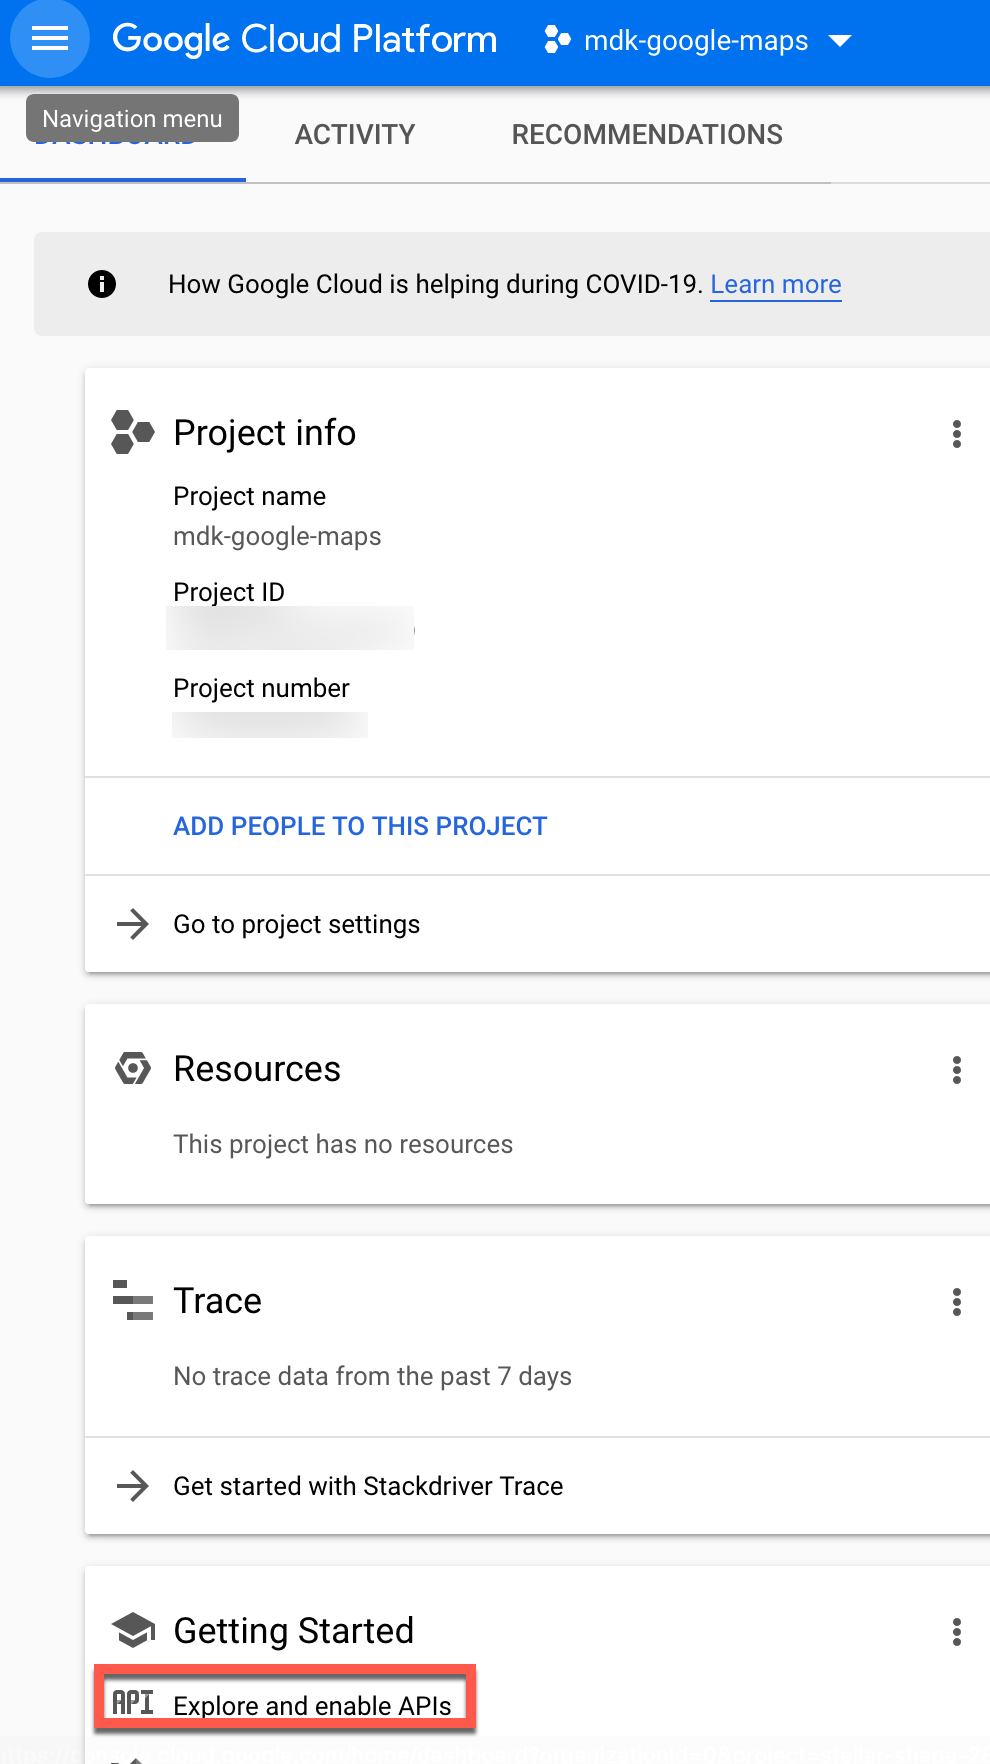 Google Cloud Platform mdk-google-maps
Navigation menu
DASHBOARD ACTIVITY RECOMMENDATIONS
How Google Cloud is helping during COVID-19. Learn more
Project info
Project name
mdk-google-maps
Project ID
Project number
ADD PEOPLE TO THIS PROJECT
Go to project settings
Resources
This project has no resources
Trace
No trace data from the past 7 days
Get started with Stackdriver Trace
Getting Started
API Explore and enable APIs